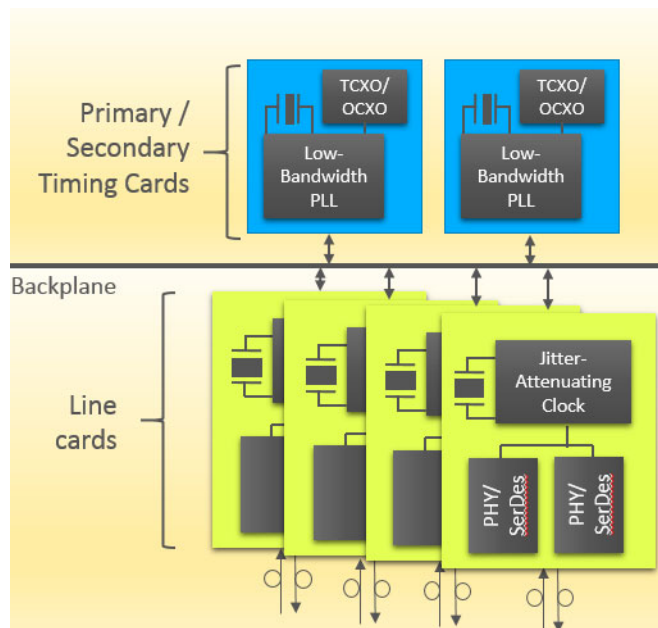 Primary /
Secondary
Timing Cards
TCXO/
OCXO
Low-
Bandwidth
PLL
TCXO/
OCXO
Low-
Bandwidth
PLL
Backplane
Line
cards
Jitter-
Attenuating
Clock
PHY/
SerDes
PHY/
SerDes